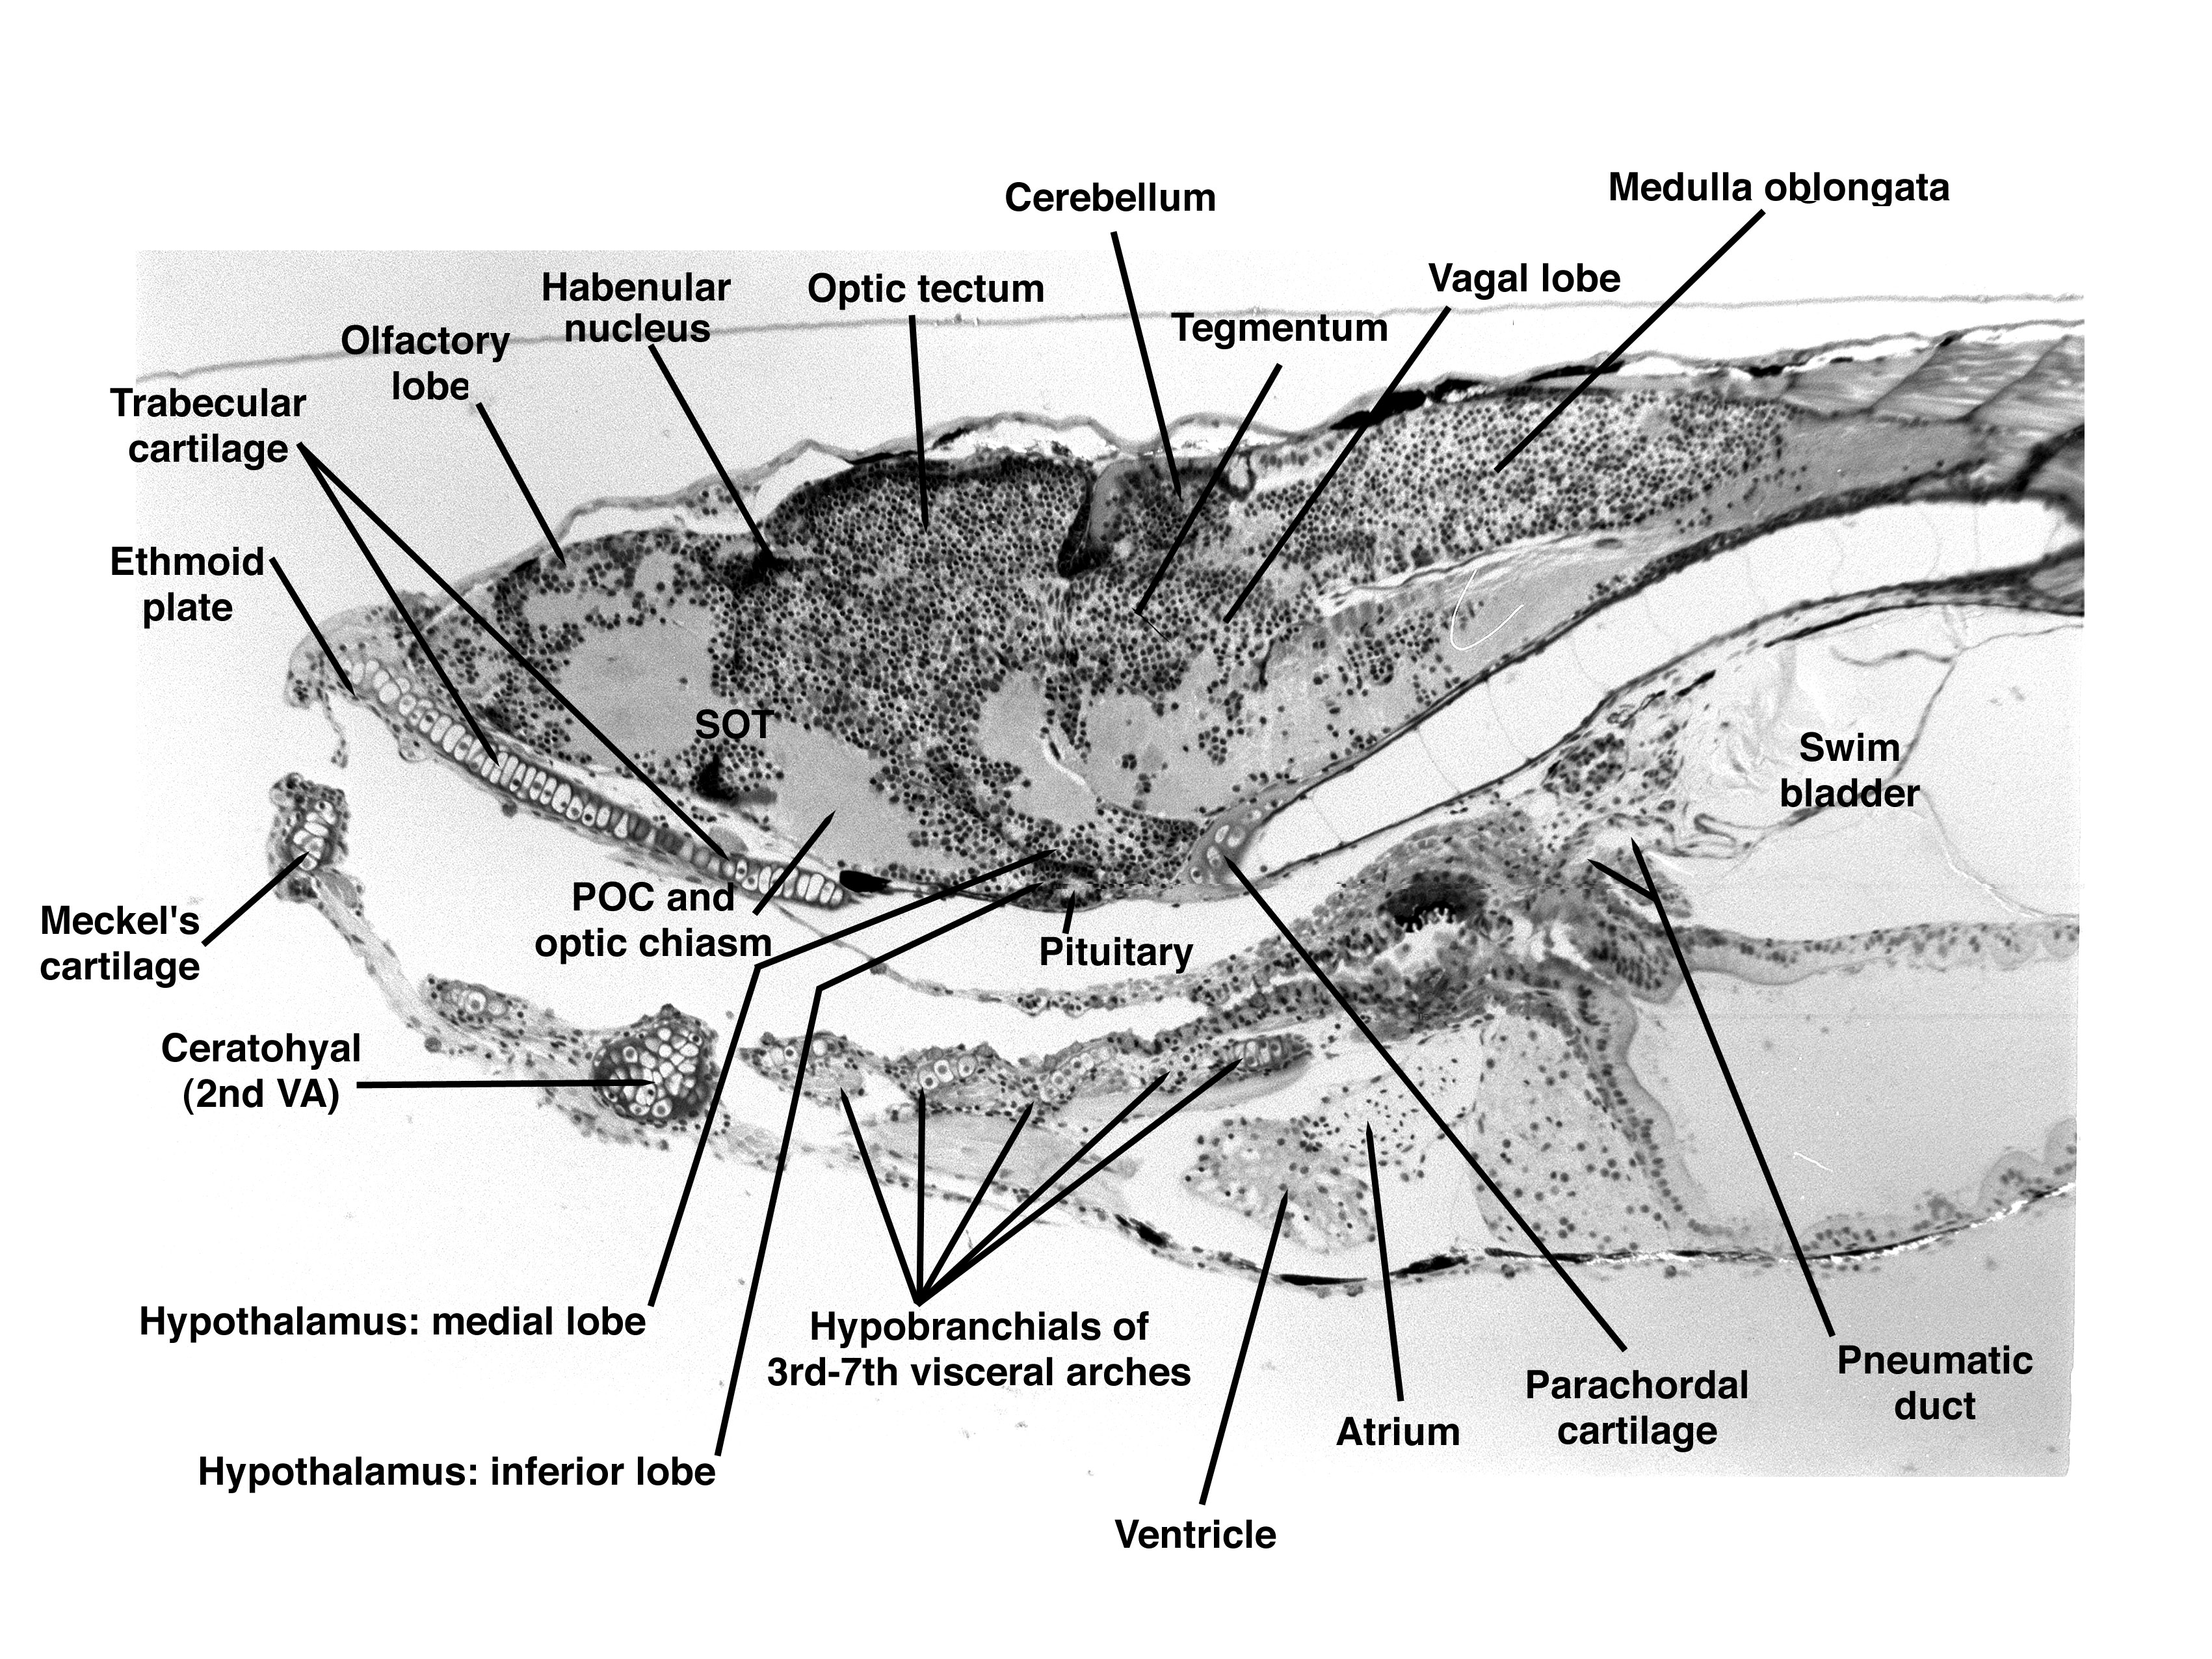 Cerebellum
Medulla oblongata
Habenular
nucleus
Optic tectum
Vagal lobe
Olfactory
lobe
Tegmentum
Trabecular
cartilage
Ethmoid
plate
SOT
Swim
bladder
POC and
optic chiasm
Meckel's
cartilage
Pituitary
Ceratohyal
(2nd VA)
Hypothalamus: medial lobe
Hypobranchials of
3rd-7th visceral arches
Pneumatic
duct
Parachordal
cartilage
Atrium
Hypothalamus: inferior lobe
Ventricle